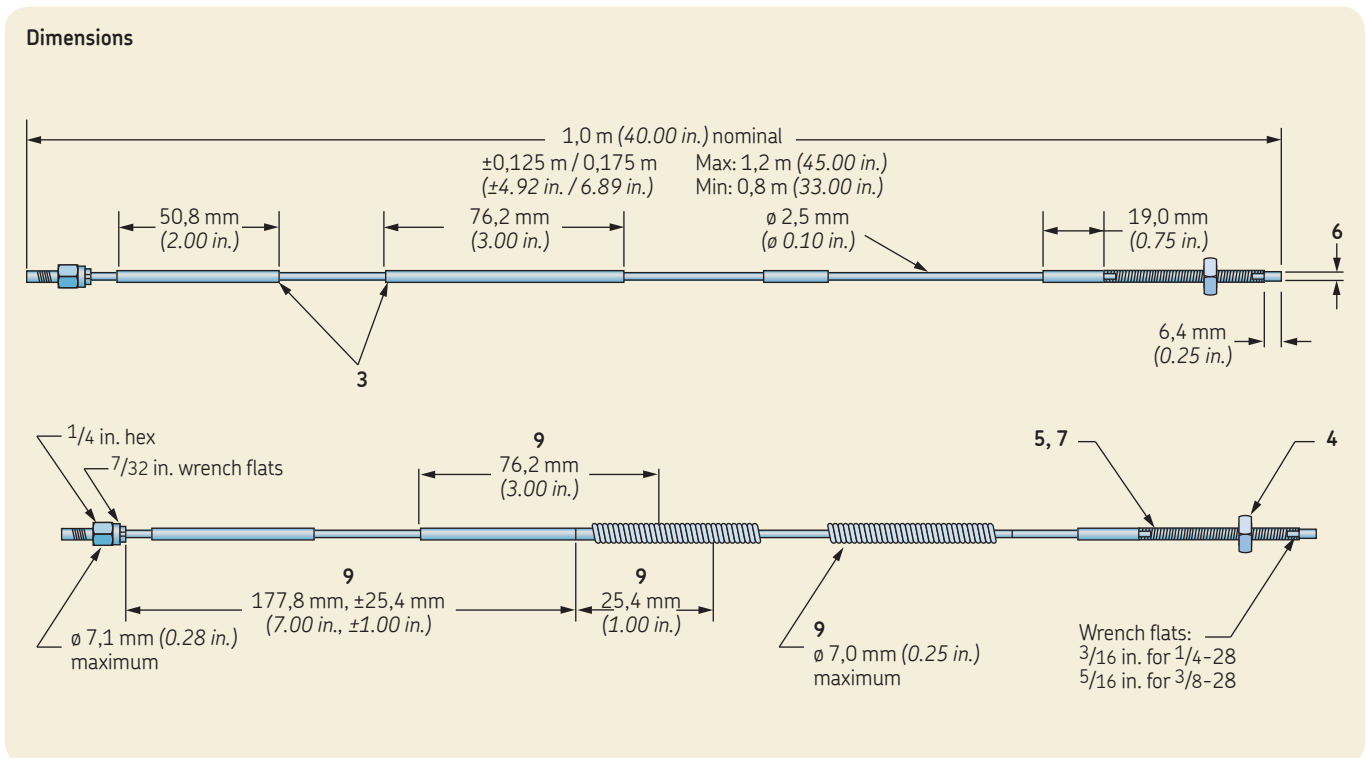 Dimensions
1,0 m (40.00 in.) nominal
±0,125 m / 0,175 m
(±4.92 in. / 6.89 in.)
Max: 1,2 m (45.00 in.)
Min: 0,8 m (33.00 in.)
50,8 mm
(2.00 in.)
76,2 mm
(3.00 in.)
ø 2,5 mm
(ø 0.10 in.)
19,0 mm
(0.75 in.)
6
6,4 mm
(0.25 in.)
3
1/4 in. hex
7/32 in. wrench flats
9
76,2 mm
(3.00 in.)
5, 7
4
9
177,8 mm, ±25,4 mm
(7.00 in., ±1.00 in.)
9
25,4 mm
(1.00 in.)
ø 7,1 mm (0.28 in.)
maximum
9
ø 7,0 mm (0.25 in.)
maximum
Wrench flats:
3/16 in. for 1/4-28
5/16 in. for 3/8-28